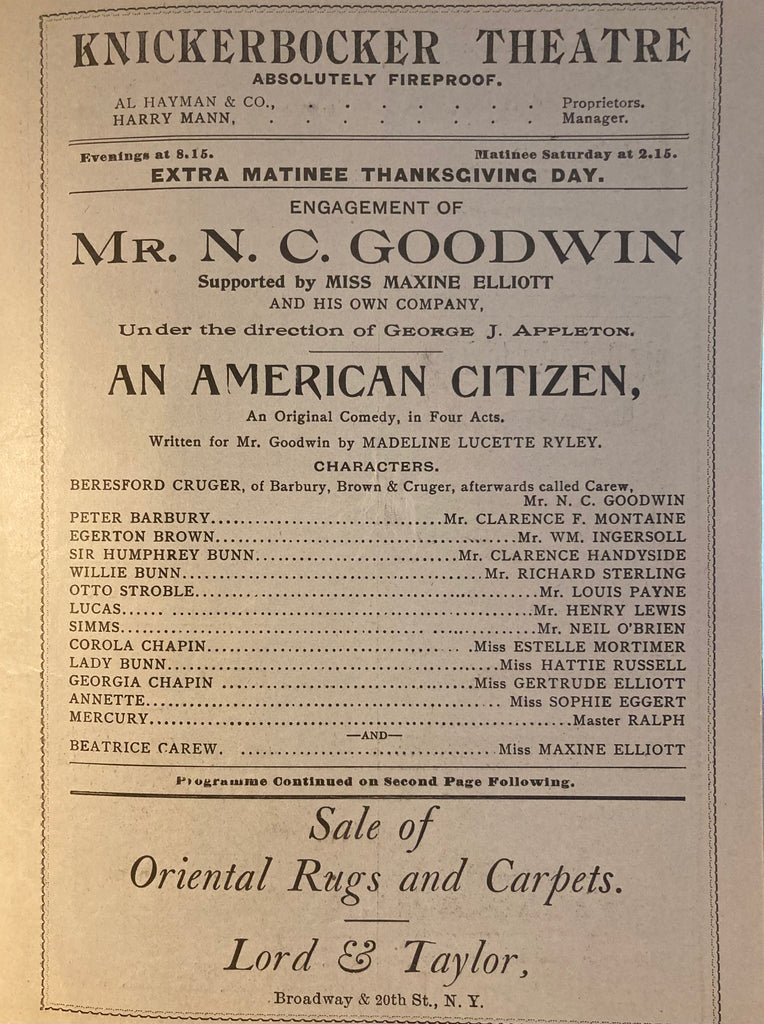 KNICKERBOCKER THEATRE
ABSOLUTELY FIREPROOF.
AL HAYMAN & CO., . . . . . . . Proprietors.
HARRY MANN, . . . . . . . . Manager.
Evenings at 8.15. Matinee Saturday at 2.15.
EXTRA MATINEE THANKSGIVING DAY.
ENGAGEMENT OF
MR. N. C. GOODWIN
Supported by MISS MAXINE ELLIOTT
AND HIS OWN COMPANY,
Under the direction of GEORGE J. APPLETON.
AN AMERICAN CITIZEN,
An Original Comedy, in Four Acts.
Written for Mr. Goodwin by MADELINE LUCETTE RYLEY.
CHARACTERS.
BERESFORD CRUGER, of Barbury, Brown & Cruger, afterwards called Carew,
Mr. N. C. GOODWIN
PETER BARBURY..............................Mr. CLARENCE F. MONTAINE
EGERTON BROWN.......................................Mr. WM. INGERSOLL
SIR HUMPHREY BUNN..........................Mr. CLARENCE HANDYSIDE
WILLIE BUNN.......................................Mr. RICHARD STERLING
OTTO STROBLE............................................Mr. LOUIS PAYNE
LUCAS...... ..............................................Mr. HENRY LEWIS
SIMMS....................................... ..............Mr. NEIL O'BRIEN
COROLA CHAPIN.............................. . .Miss ESTELLE MORTIMER
LADY BUNN...........................................Miss HATTIE RUSSELL
GEORGIA CHAPIN ................................Miss GERTRUDE ELLIOTT
ANNETTE.............................................. Miss SOPHIE EGGERT
MERCURY.....................................................Master RALPH
—AND—
BEATRICE CAREW. ................................Miss MAXINE ELLIOTT
Programme Continued on Second Page Following.
Sale of
Oriental Rugs and Carpets.
Lord & Taylor,
Broadway & 20th St., N. Y.